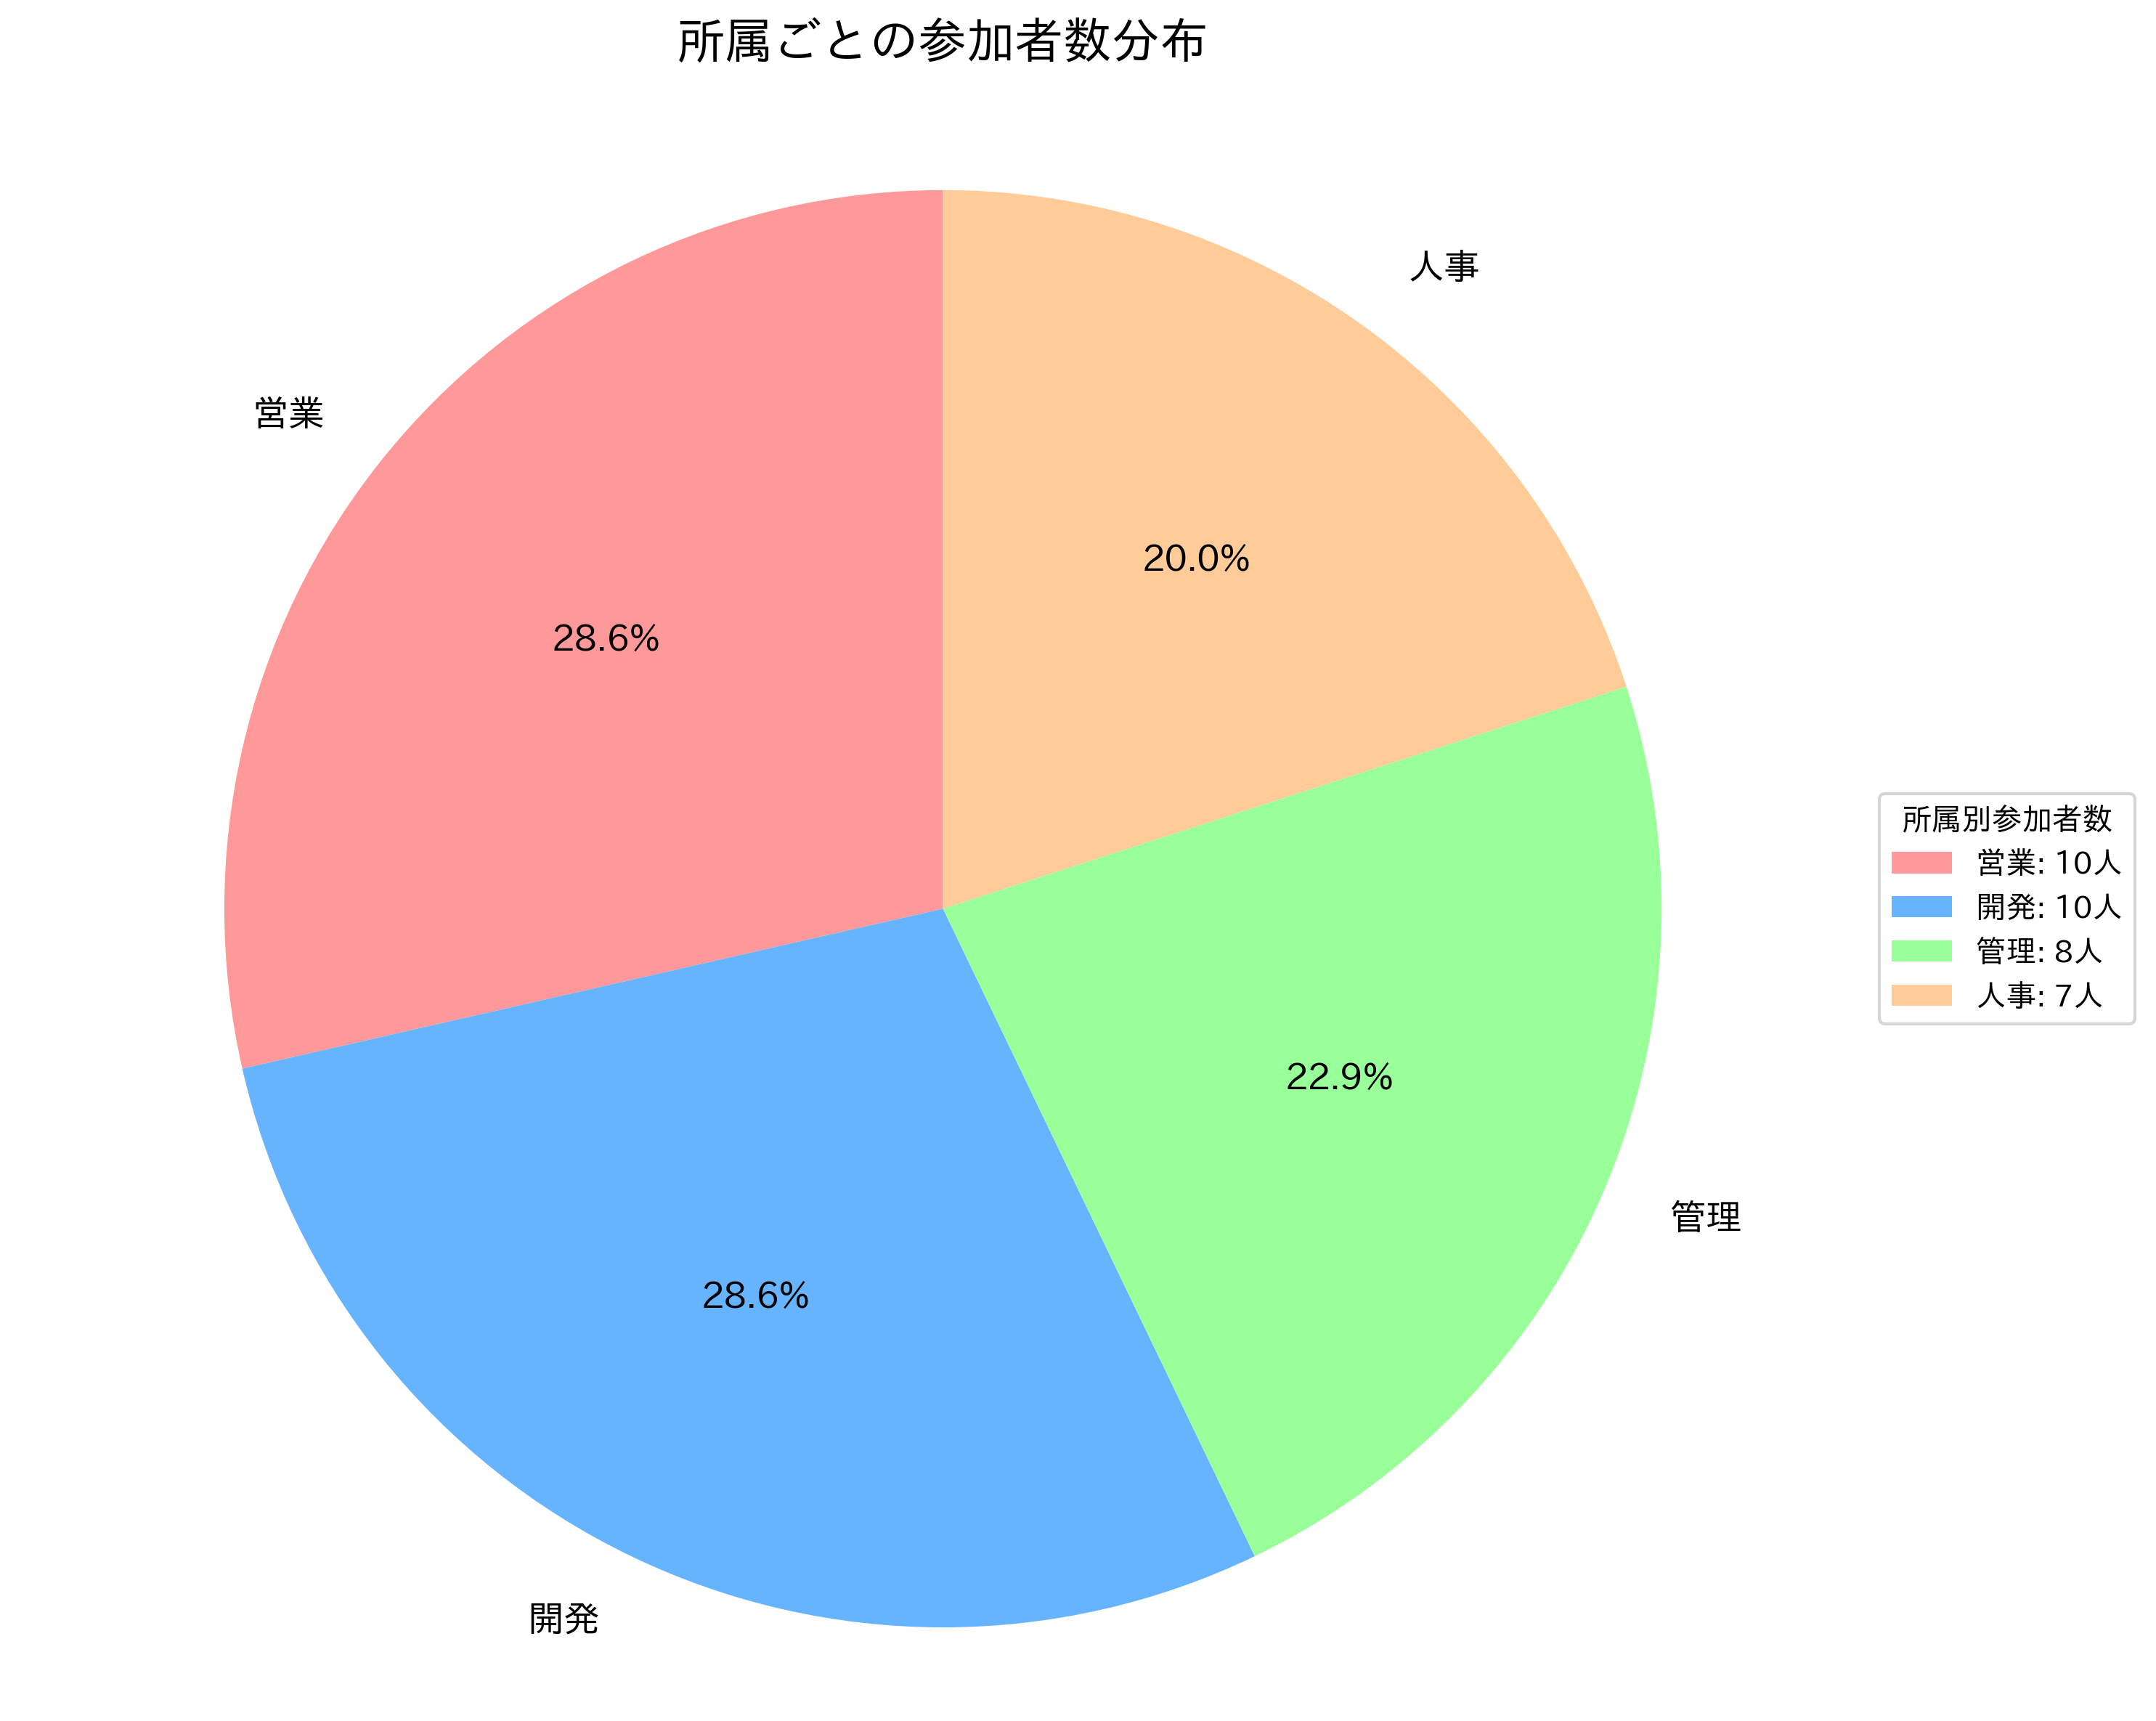 所属ごとの参加者数分布
人事
営業
20.0%
28.6%
所属別参加者数
営業: 10人
開発: 10人
管理: 8人
人事: 7人
22.9%
管理
28.6%
開発